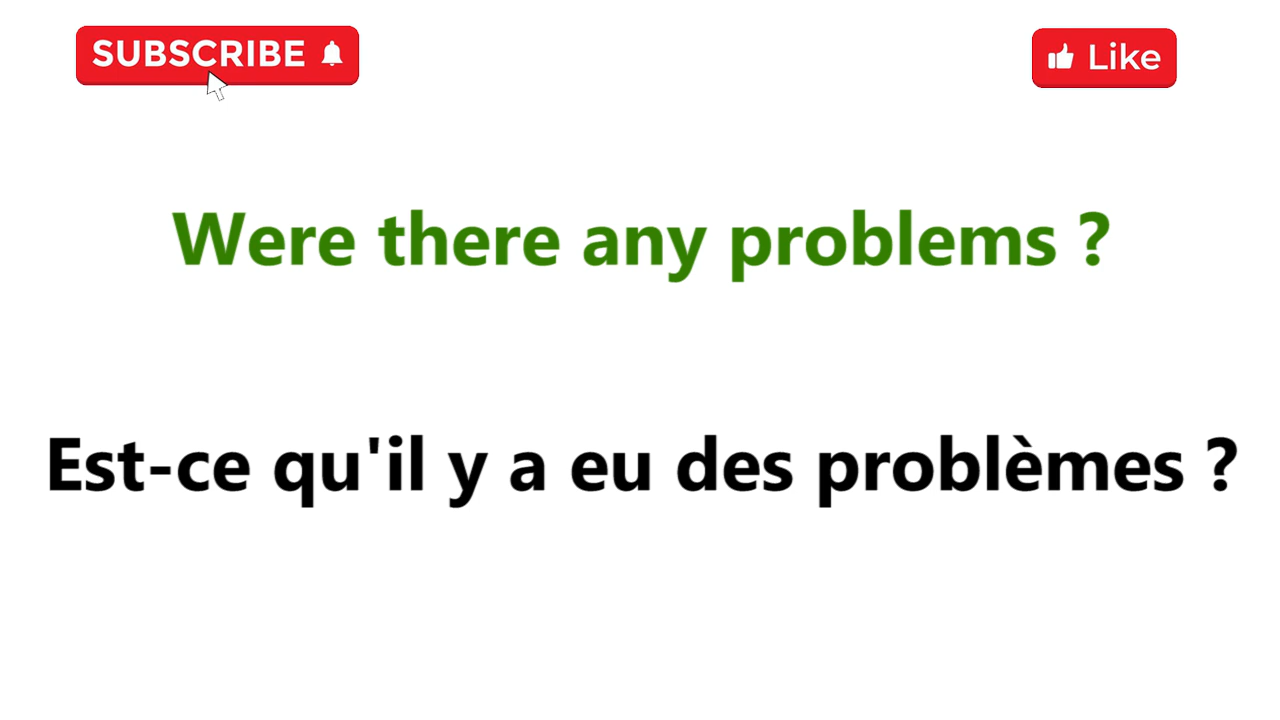 SUBSCRIBE
Like
Were there any problems ?
Est-ce qu'il y a eu des problèmes ?